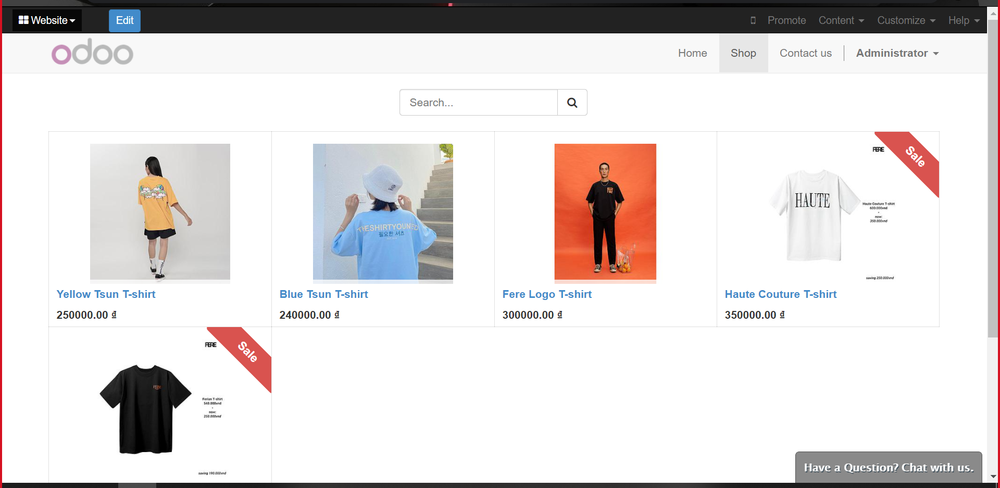 Website
Edit
Promote
Content
Customize
Help
odoo
Home
Shop
Contact us
Administrator
Search...
THESHIRTYOUNEED
필요한 셔츠
Yellow Tsun T-shirt
250000.00 ₫
Blue Tsun T-shirt
240000.00 ₫
Fere Logo T-shirt
300000.00 ₫
FERE
Sale
HAUTE
Haute Couture T-shirt
600.000vnd
-
now:
350.000vnd
saving 250.000vnd
Haute Couture T-shirt
350000.00 ₫
FERE
Sale
FERE
Ferian T-shirt
540.000vnd
-
now:
250.000vnd
saving 190.000vnd
Have a Question? Chat with us.